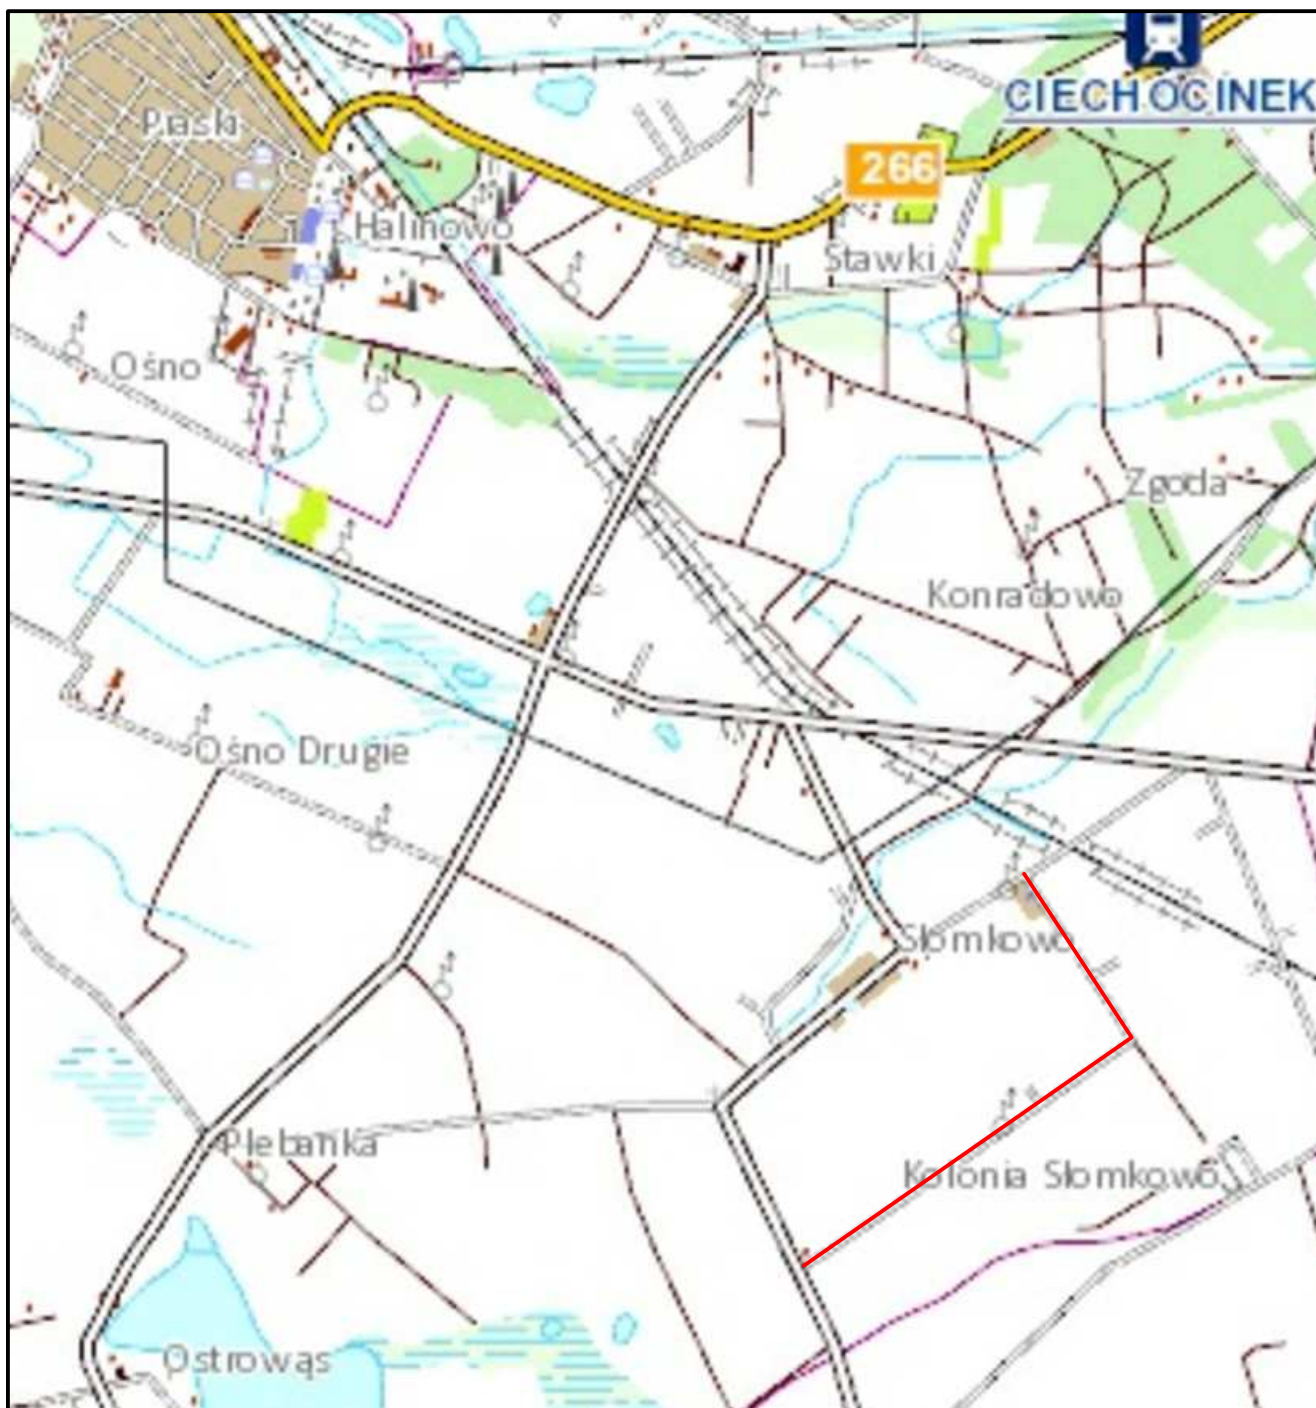 CIECHOCINEK
Piaski
266
Halinowo
Stawki
Ośno
Zgoda
Konradowo
Ośno Drugie
Słomkowo
Plebanka
Kolonia Słomkowo
Ostrowąs